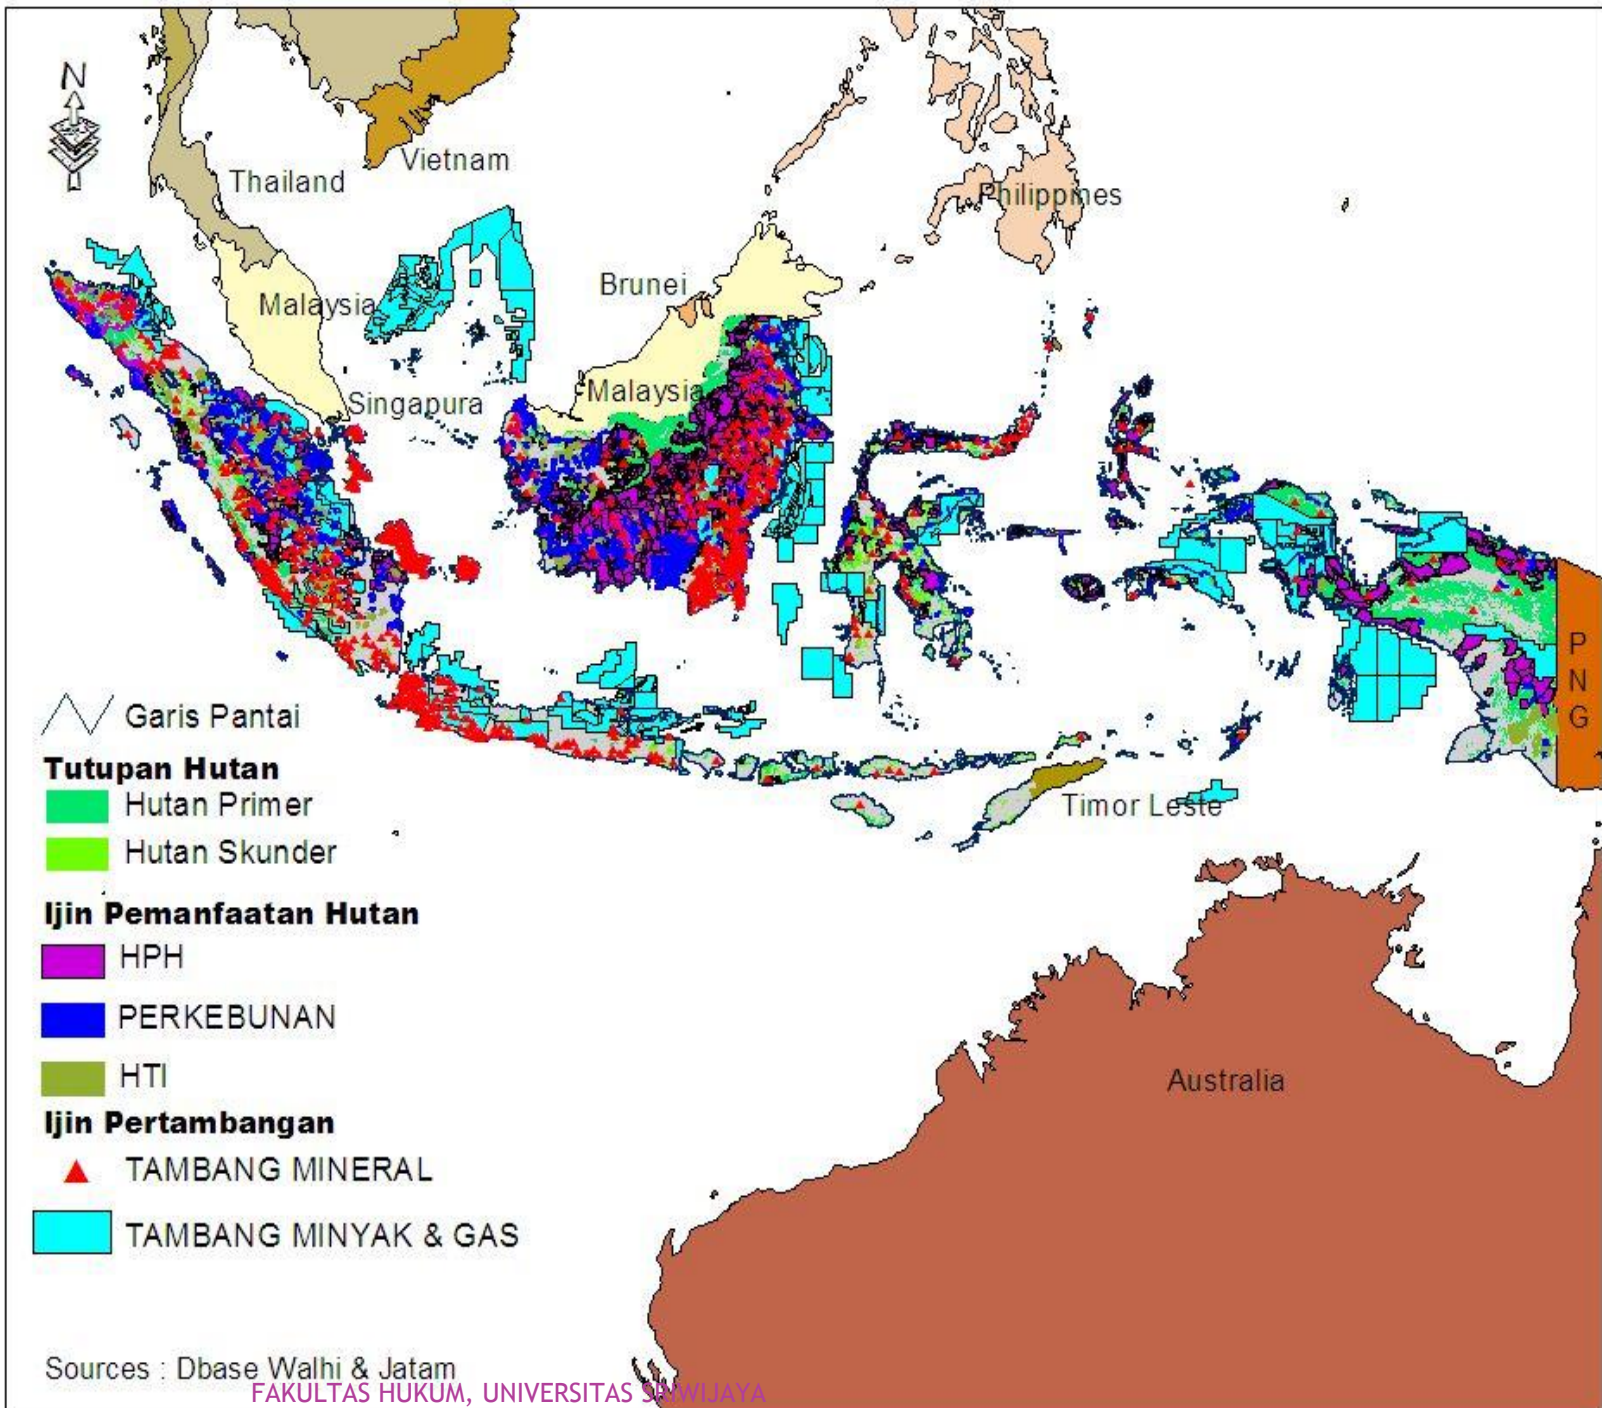 N
Vietnam
Thailand
Philippines
Brunei
Malaysia
Malaysia
Singapura
PNG
Timor Leste
Australia
Garis Pantai
Tutupan Hutan
Hutan Primer
Hutan Skunder
Ijin Pemanfaatan Hutan
HPH
PERKEBUNAN
HTI
Ijin Pertambangan
TAMBANG MINERAL
TAMBANG MINYAK & GAS
Sources : Dbase Walhi & Jatam
FAKULTAS HUKUM, UNIVERSITAS SRIWIJAYA